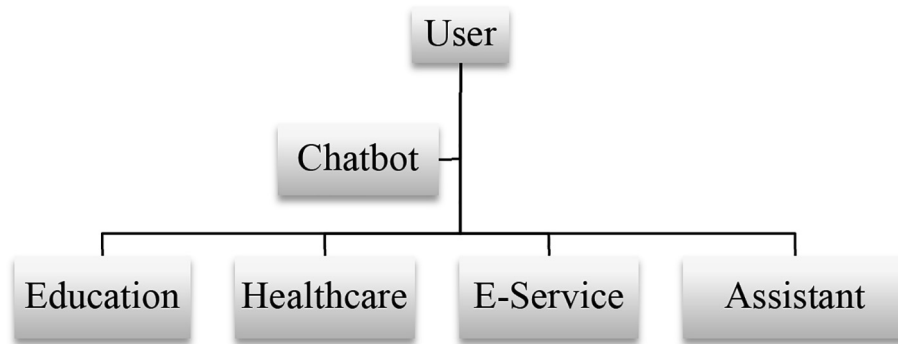 User
Chatbot
Education
Healthcare
E-Service
Assistant